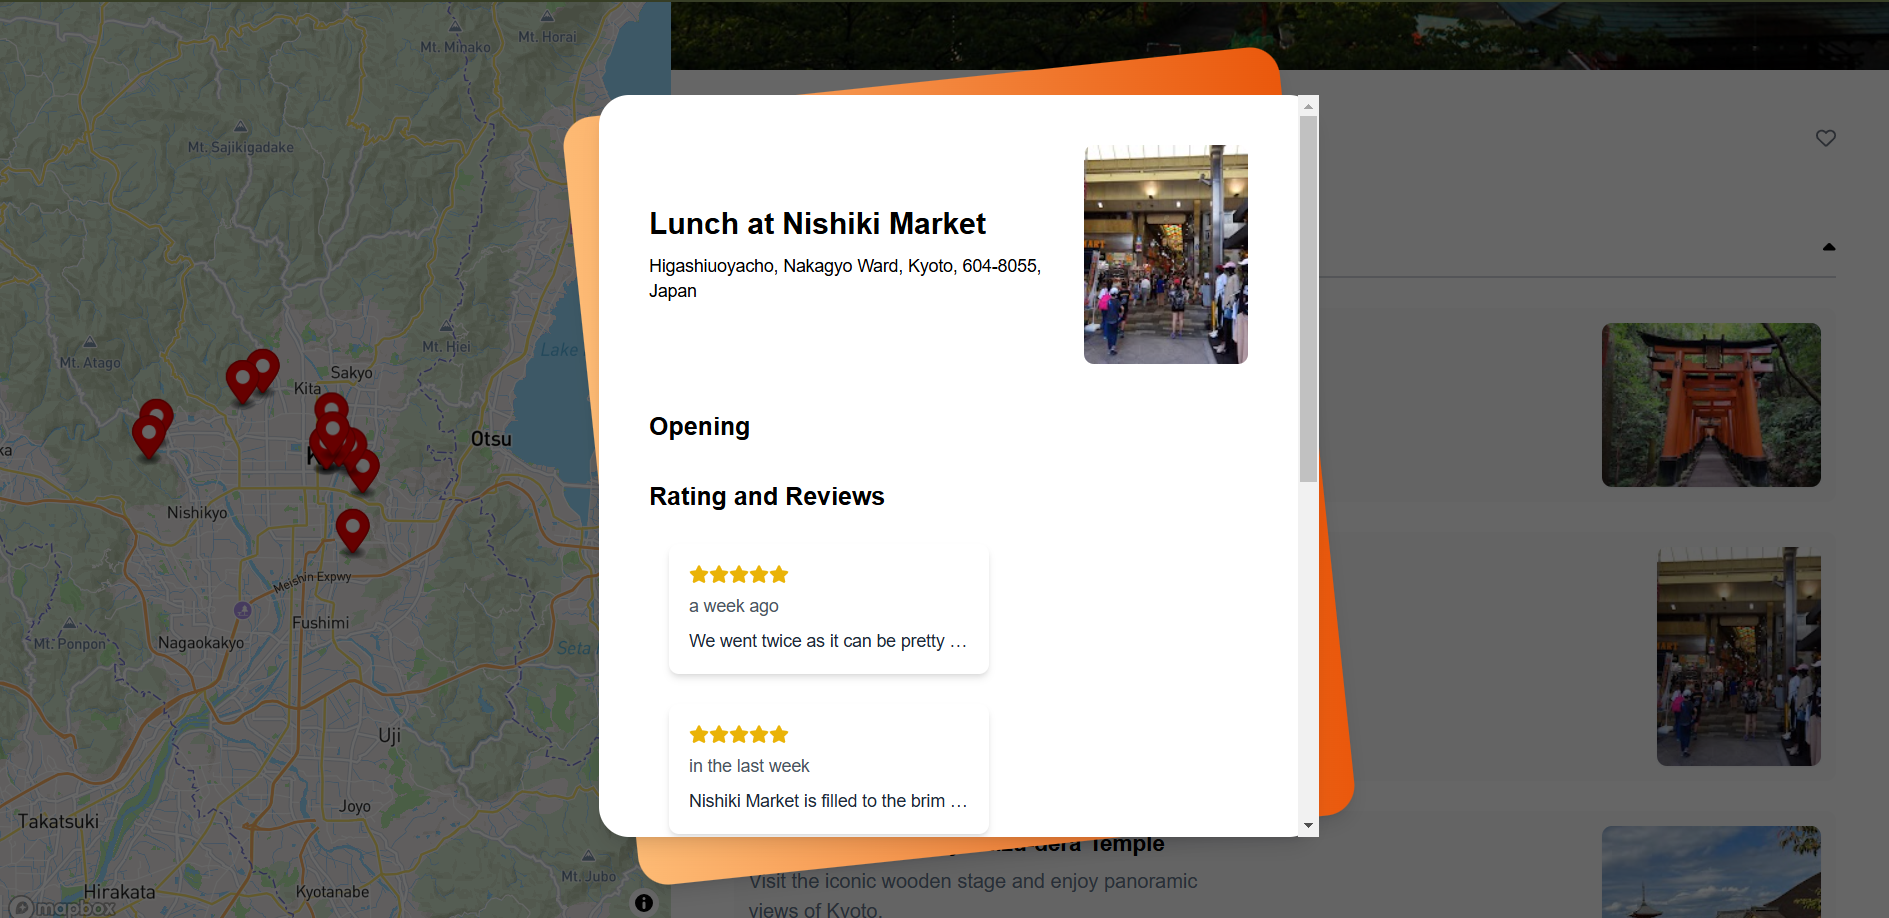 Mt. Horai
Mt. Minako
Mt. Sajikigadake
Mt. Hiei
Lake
Mt. Atago
Sakyo
Kita
Otsu
ka
K
Nishikyo
Meishin Expwy
Fushimi
Mt. Ponpon
Nagaokakyo
Seta
Uji
Joyo
Takatsuki
Mt. Jubo
Hirakata
Kyotanabe
mapbox
Lunch at Nishiki Market
Higashiuoyacho, Nakagyo Ward, Kyoto, 604-8055,
Japan
Opening
Rating and Reviews
a week ago
We went twice as it can be pretty …
in the last week
Nishiki Market is filled to the brim …
Temple
Visit the iconic wooden stage and enjoy panoramic
views of Kyoto.